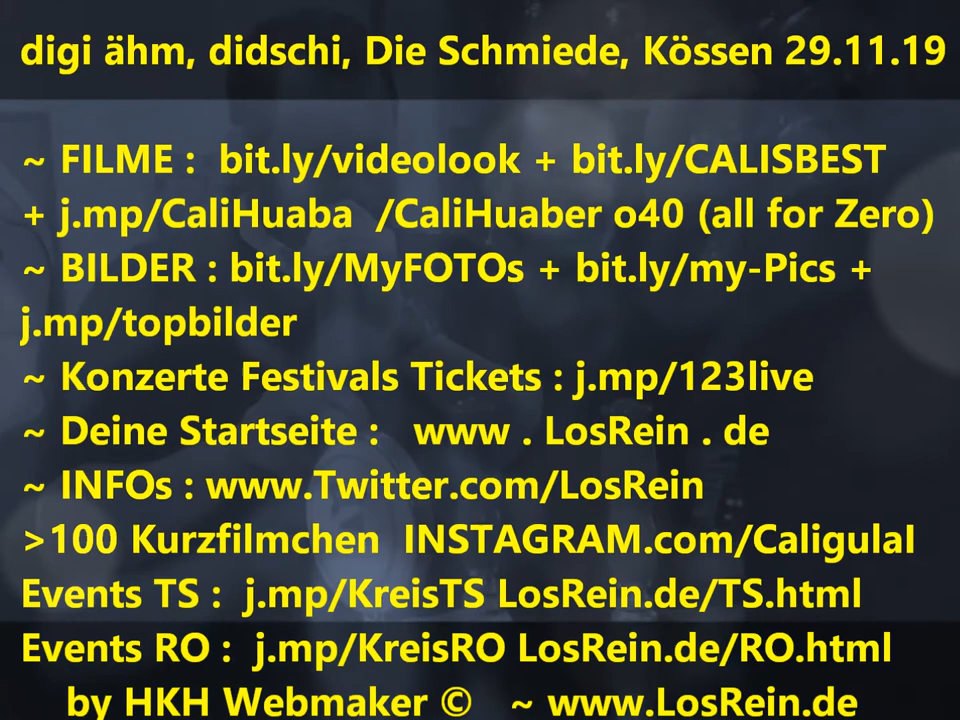 digi ähm, didschi, Die Schmiede, Kössen 29.11.19
~ FILME : bit.ly/videolook + bit.ly/CALISBEST
+ j.mp/CaliHuaba /CaliHuaber o40 (all for Zero)
~ BILDER : bit.ly/MyFOTOs + bit.ly/my-Pics +
j.mp/topbilder
~ Konzerte Festivals Tickets : j.mp/123live
~ Deine Startseite : www . LosRein . de
~ INFOs : www.Twitter.com/LosRein
>100 Kurzfilmchen INSTAGRAM.com/CaligulaI
Events TS : j.mp/KreisTS LosRein.de/TS.html
Events RO : j.mp/KreisRO LosRein.de/RO.html
by HKH Webmaker © ~ www.LosRein.de